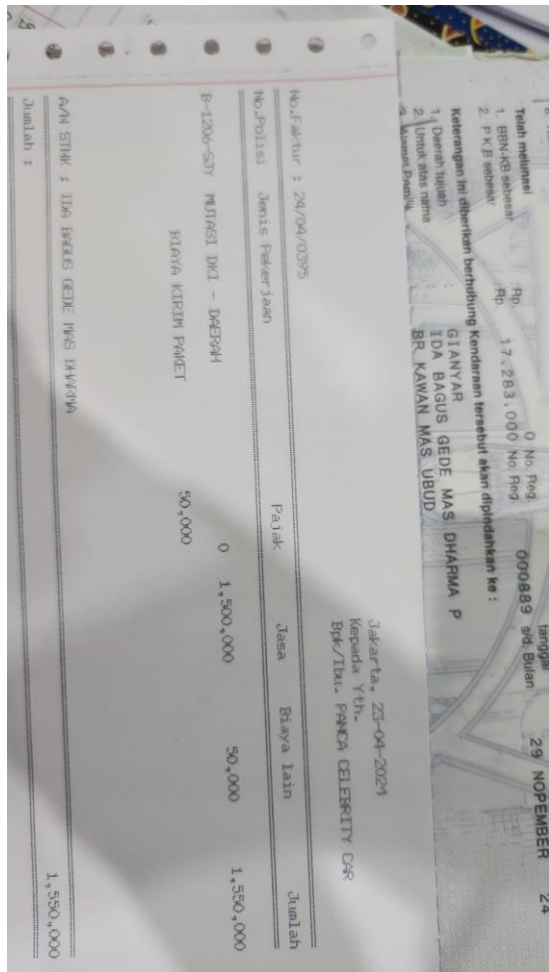 tanggal
Telah melunasi
1. BBN-KB sebesar :Rp. 0 No. Reg.
2. PKB sebesar :Rp. 17.283.000 No. Reg. 000889 s/d. Bulan 29 NOPEMBER 24
Keterangan ini diberikan berhubung Kendaraan tersebut akan dipindahkan ke :
1. Daerah tujuan GIANYAR
2. Untuk atas nama IDA BAGUS GEDE MAS DHARMA P
3. Alamat Pemilik BR KAWAN MAS UBUD
Jakarta, 23-04-2024
Kepada Yth.
Bpk/Ibu. PANCA CELEBRITY CAR
No.Faktur : 24/04/0395
No.Polisi Jenis Pekerjaan Pajak Jasa Biaya lain Jumlah
B-1206-SJY MUTASI DKI - DAERAH 0 1,500,000 50,000 1,550,000
BIAYA KIRIM PAKET 50,000
A/N STNK : IDA BAGUS GEDE MAS DHARMA
Jumlah : 1,550,000